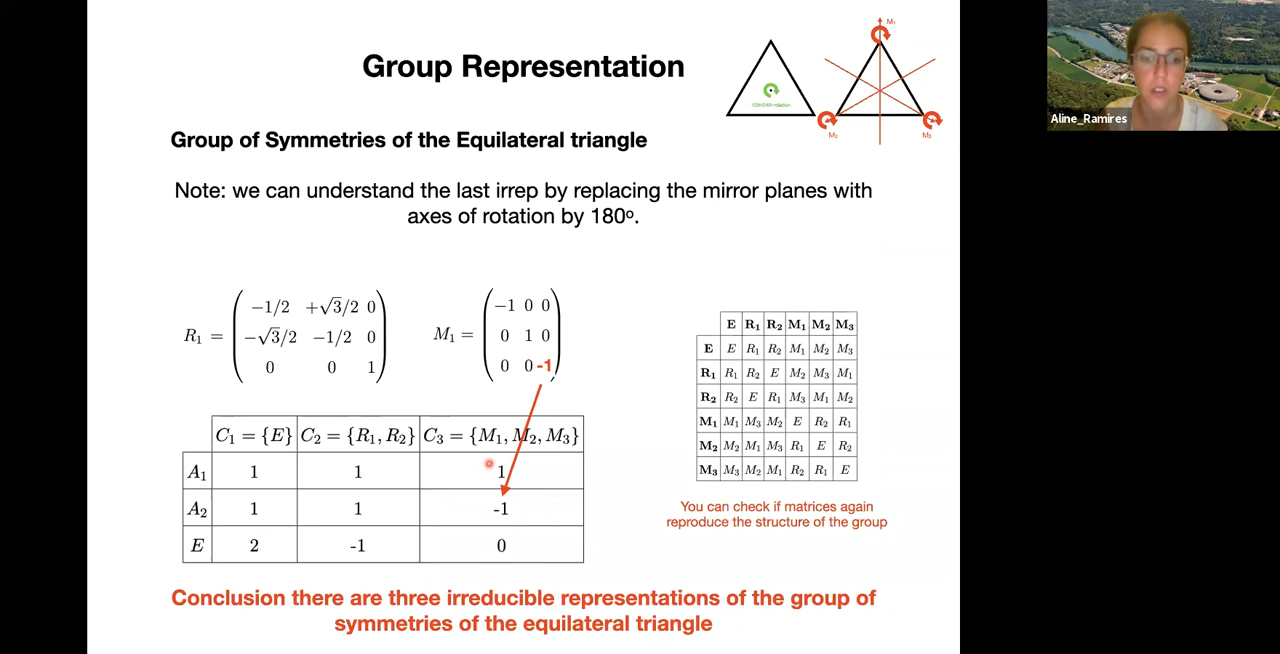 Group Representation
M₁
120º/240º rotation
M₂
M₃
Aline_Ramires
Group of Symmetries of the Equilateral triangle
Note: we can understand the last irrep by replacing the mirror planes with
axes of rotation by 180º.
R₁ =
−1/2 +√3/2 0
−√3/2 −1/2 0
0 0 1
M₁ =
−1 0 0
0 1 0
0 0 -1
C₁ = {E} C₂ = {R₁, R₂} C₃ = {M₁, M₂, M₃}
A₁ 1 1 1
A₂ 1 1 -1
E 2 -1 0
E R₁ R₂ M₁ M₂ M₃
E E R₁ R₂ M₁ M₂ M₃
R₁ R₁ R₂ E M₂ M₃ M₁
R₂ R₂ E R₁ M₃ M₁ M₂
M₁ M₁ M₃ M₂ E R₂ R₁
M₂ M₂ M₁ M₃ R₁ E R₂
M₃ M₃ M₂ M₁ R₂ R₁ E
You can check if matrices again
reproduce the structure of the group
Conclusion there are three irreducible representations of the group of
symmetries of the equilateral triangle